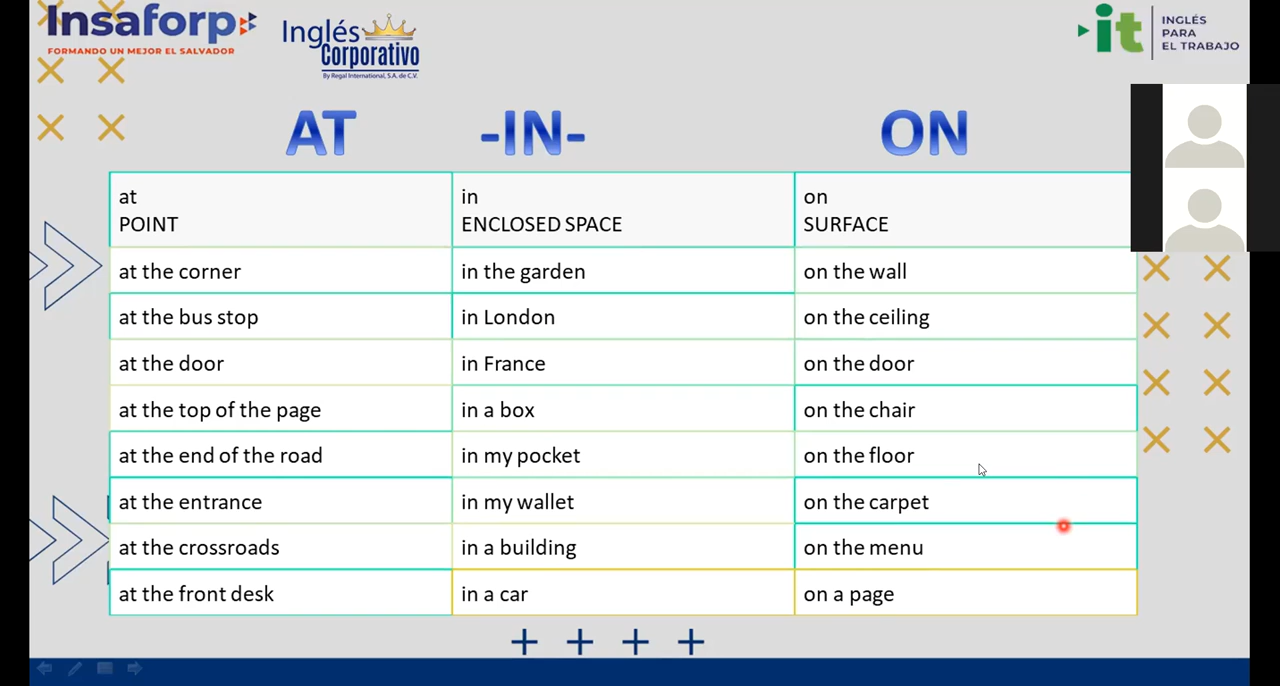 Insaforp
FORMANDO UN MEJOR EL SALVADOR
Inglés
Corporativo
By Regal International, S.A. de C.V.
it
INGLÉS
PARA
EL TRABAJO
AT
-IN-
ON
at
POINT
in
ENCLOSED SPACE
on
SURFACE
at the corner
in the garden
on the wall
at the bus stop
in London
on the ceiling
at the door
in France
on the door
at the top of the page
in a box
on the chair
at the end of the road
in my pocket
on the floor
at the entrance
in my wallet
on the carpet
at the crossroads
in a building
on the menu
at the front desk
in a car
on a page